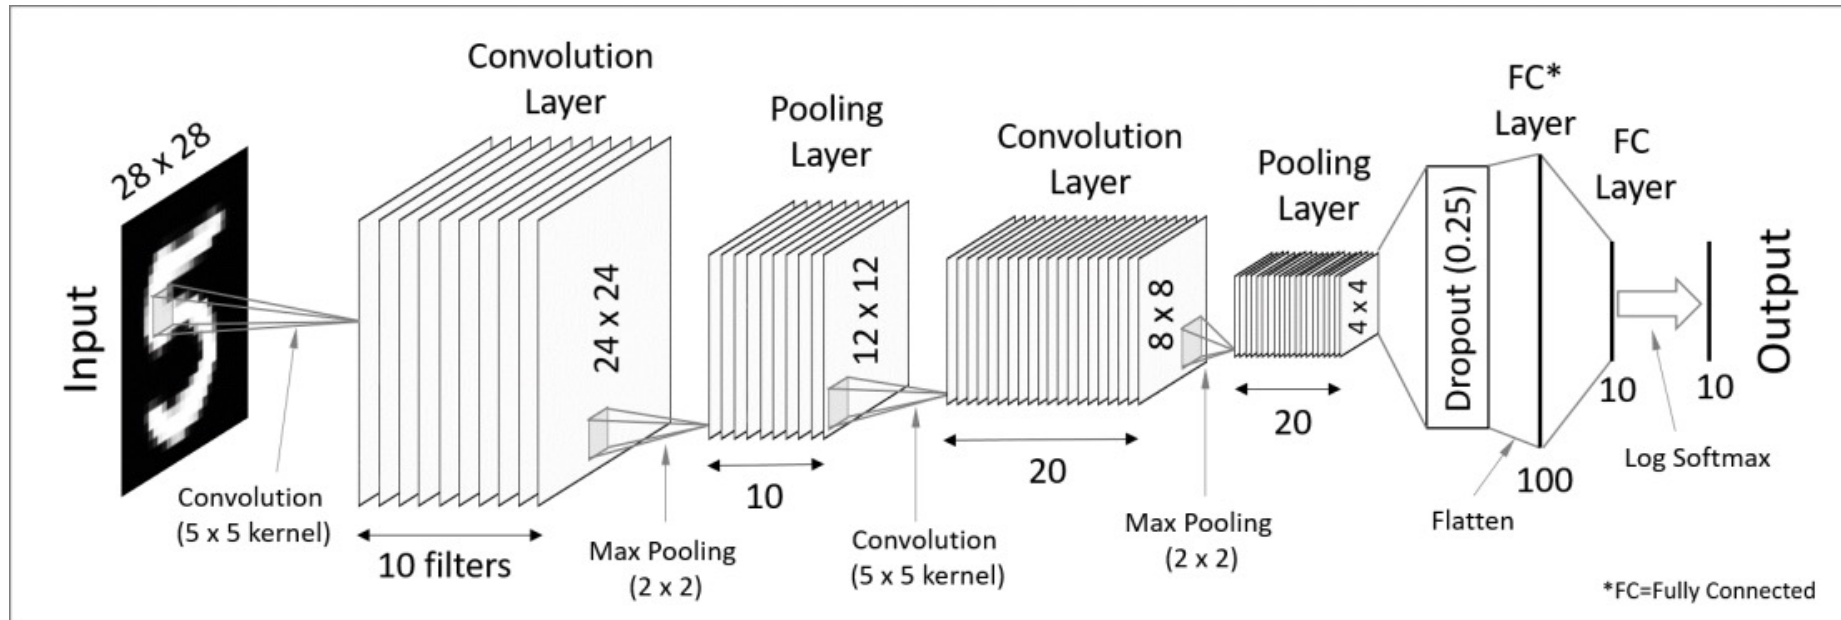 Input
28 x 28
Convolution
(5 x 5 kernel)
Convolution
Layer
24 x 24
10 filters
Max Pooling
(2 x 2)
Pooling
Layer
12 x 12
10
Convolution
(5 x 5 kernel)
Convolution
Layer
8 x 8
20
Max Pooling
(2 x 2)
Pooling
Layer
4 x 4
20
Dropout (0.25)
Flatten
FC*
Layer
100
FC
Layer
10
Log Softmax
10
Output
*FC=Fully Connected